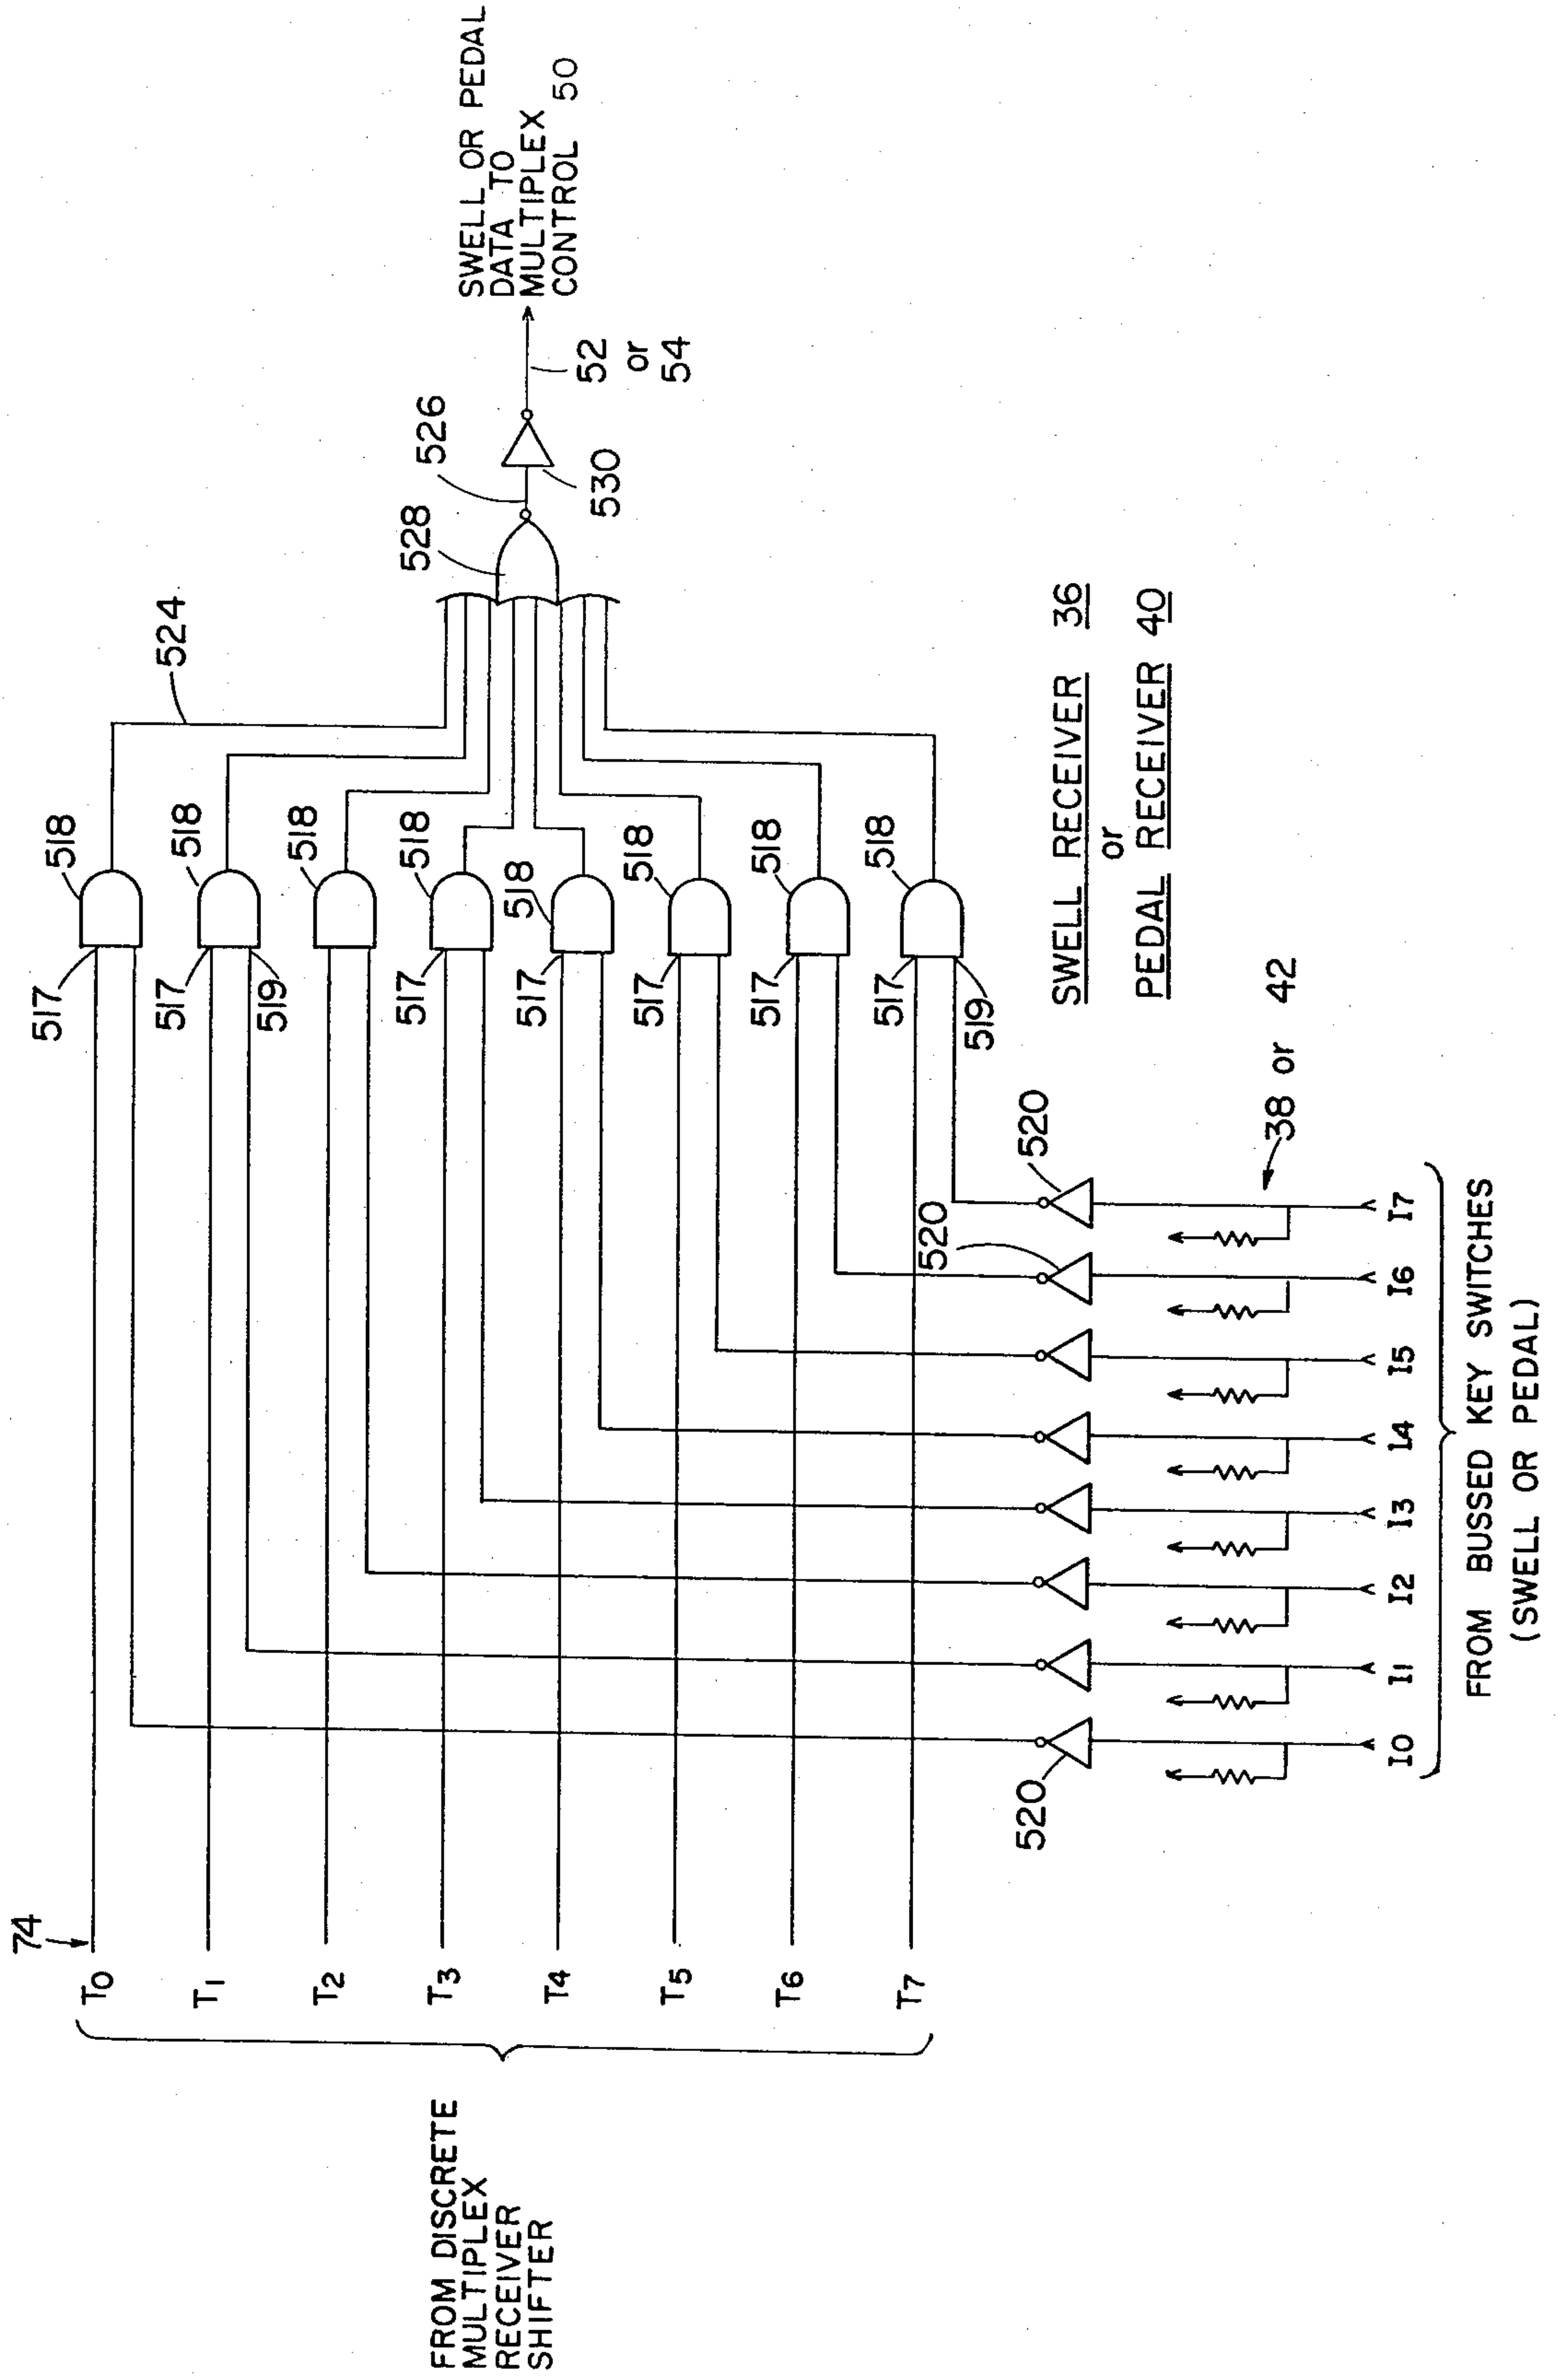 74
T0
T1
T2
T3
T4
T5
T6
T7
FROM DISCRETE
MULTIPLEX
RECEIVER
SHIFTER
517
517
519
517
517
517
517
517
519
518
518
518
518
518
518
518
518
524
528
526
530
52
or
54
SWELL OR PEDAL
DATA TO
MULTIPLEX
CONTROL 50
520
520
520
38 or 42
I0
I1
I2
I3
I4
I5
I6
I7
FROM BUSSED KEY SWITCHES
(SWELL OR PEDAL)
SWELL RECEIVER 36
or
PEDAL RECEIVER 40